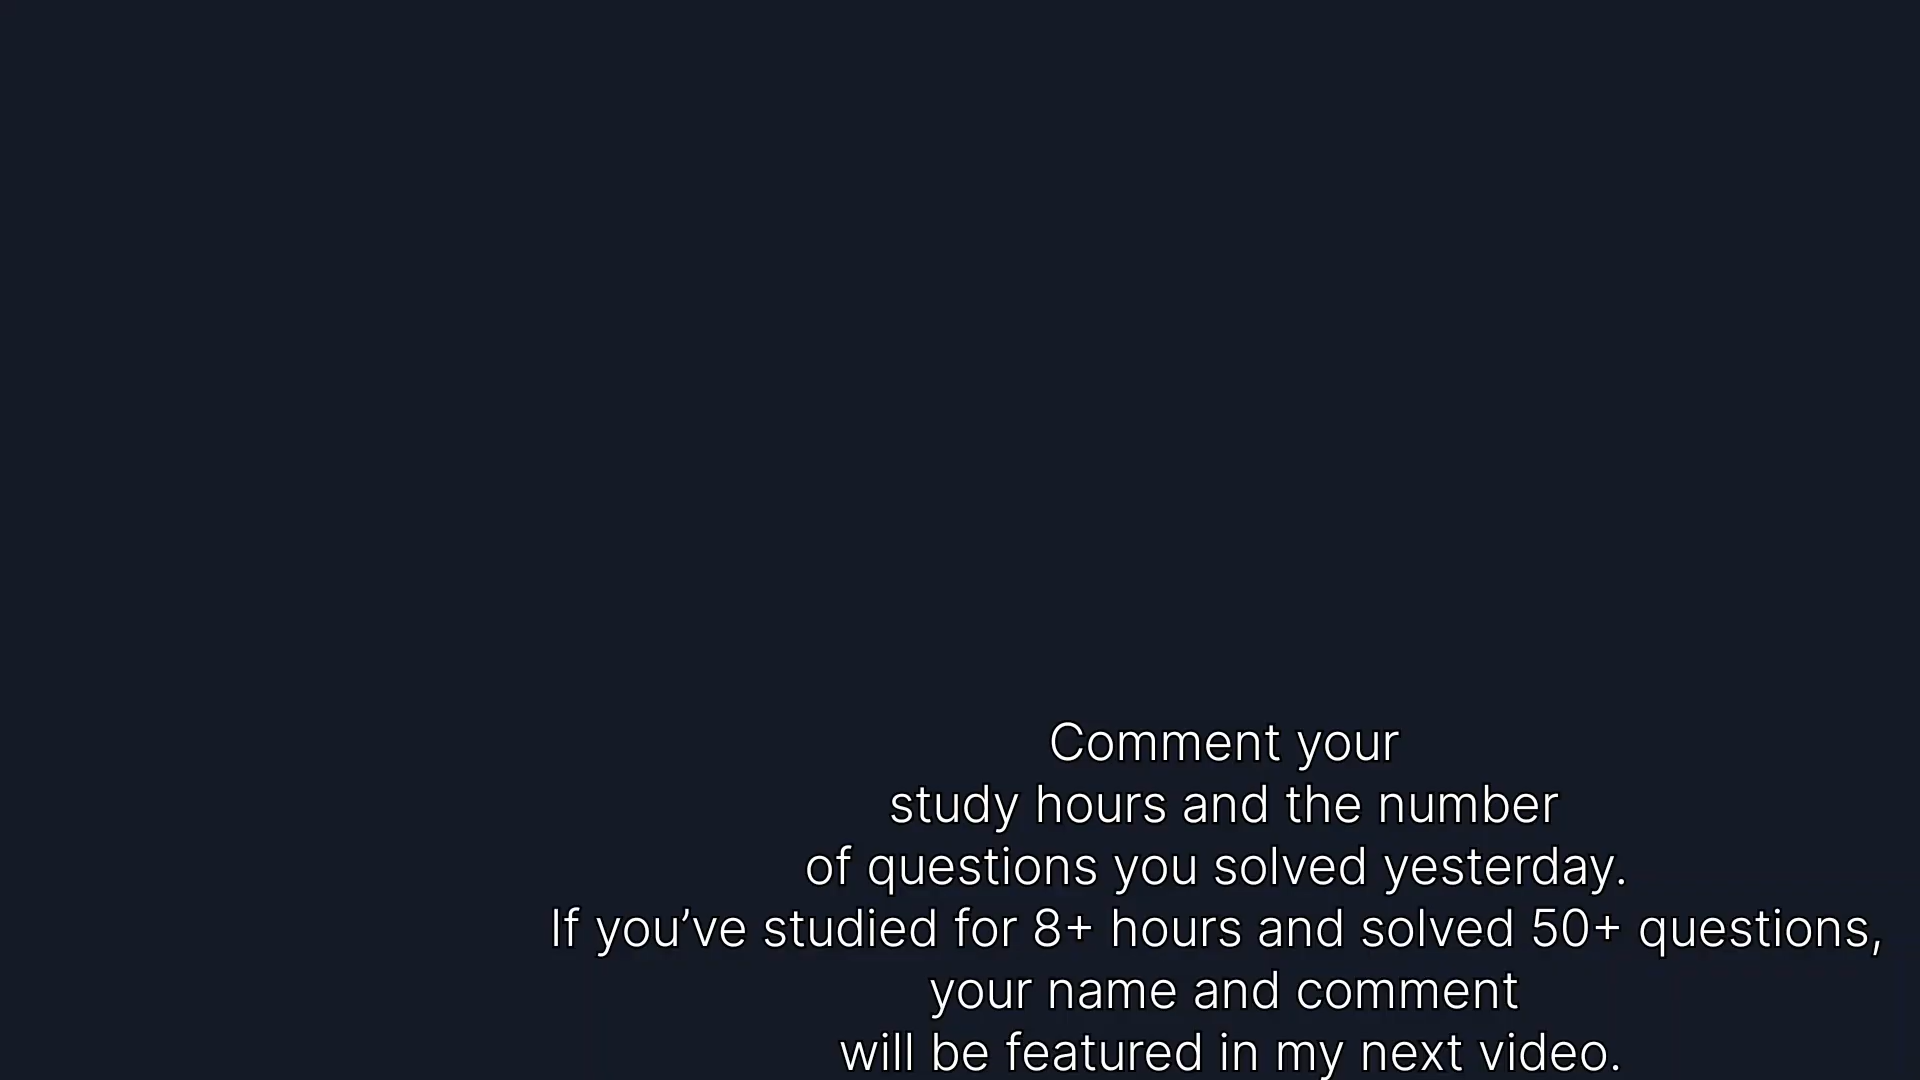 Comment your
study hours and the number
of questions you solved yesterday.
If you’ve studied for 8+ hours and solved 50+ questions,
your name and comment
will be featured in my next video.